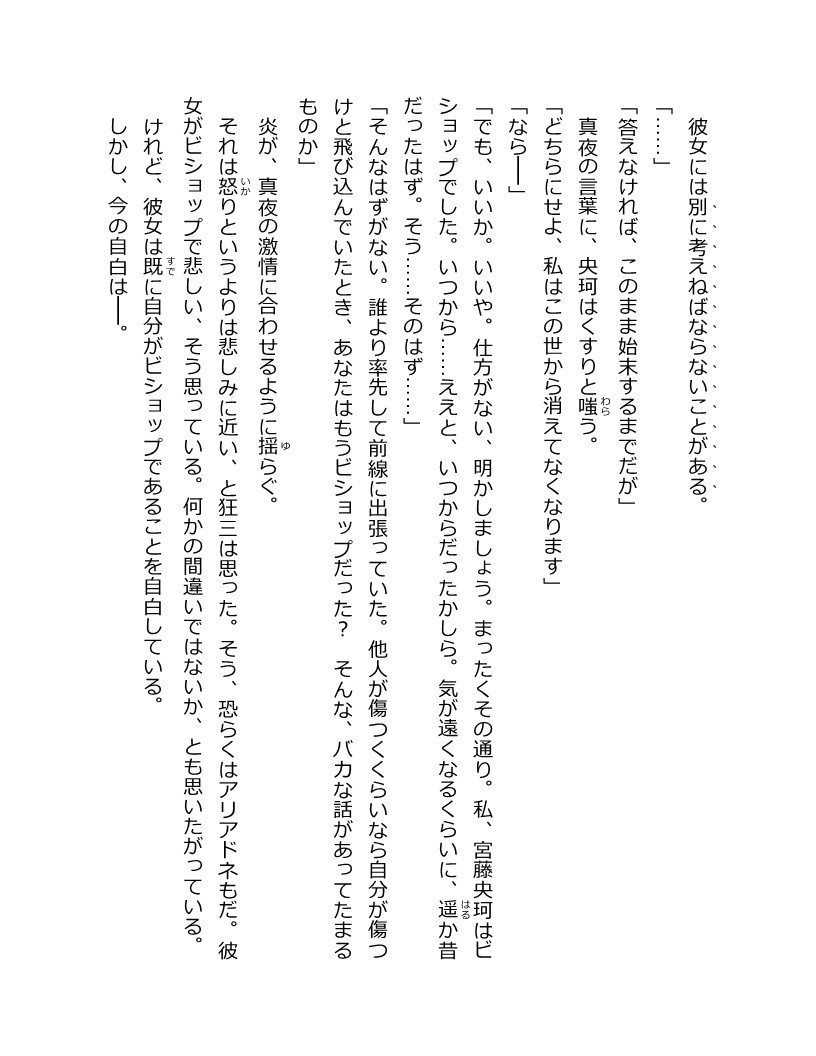 彼女には別に考えねばならないことがある。
「……」
「答えなければ、このまま始末するまでだが」
真夜の言葉に、央珂はくすりと嗤う。
「どちらにせよ、私はこの世から消えてなくなります」
「なら――」
「でも、いいか。いいや。仕方がない、明かしましょう。まったくその通り。私、宮藤央珂はビ
ショップでした。いつから……ええと、いつからだったかしら。気が遠くなるくらいに、遥か昔
だったはず。そう……そのはず……」
「そんなはずがない。誰より率先して前線に出張っていた。他人が傷つくくらいなら自分が傷つ
けと飛び込んでいたとき、あなたはもうビショップだった？　そんな、バカな話があってたまる
ものか」
炎が、真夜の激情に合わせるように揺らぐ。
それは怒りというよりは悲しみに近い、と狂三は思った。そう、恐らくはアリアドネもだ。彼
女がビショップで悲しい、そう思っている。何かの間違いではないか、とも思いたがっている。
けれど、彼女は既に自分がビショップであることを自白している。
しかし、今の自白は――。